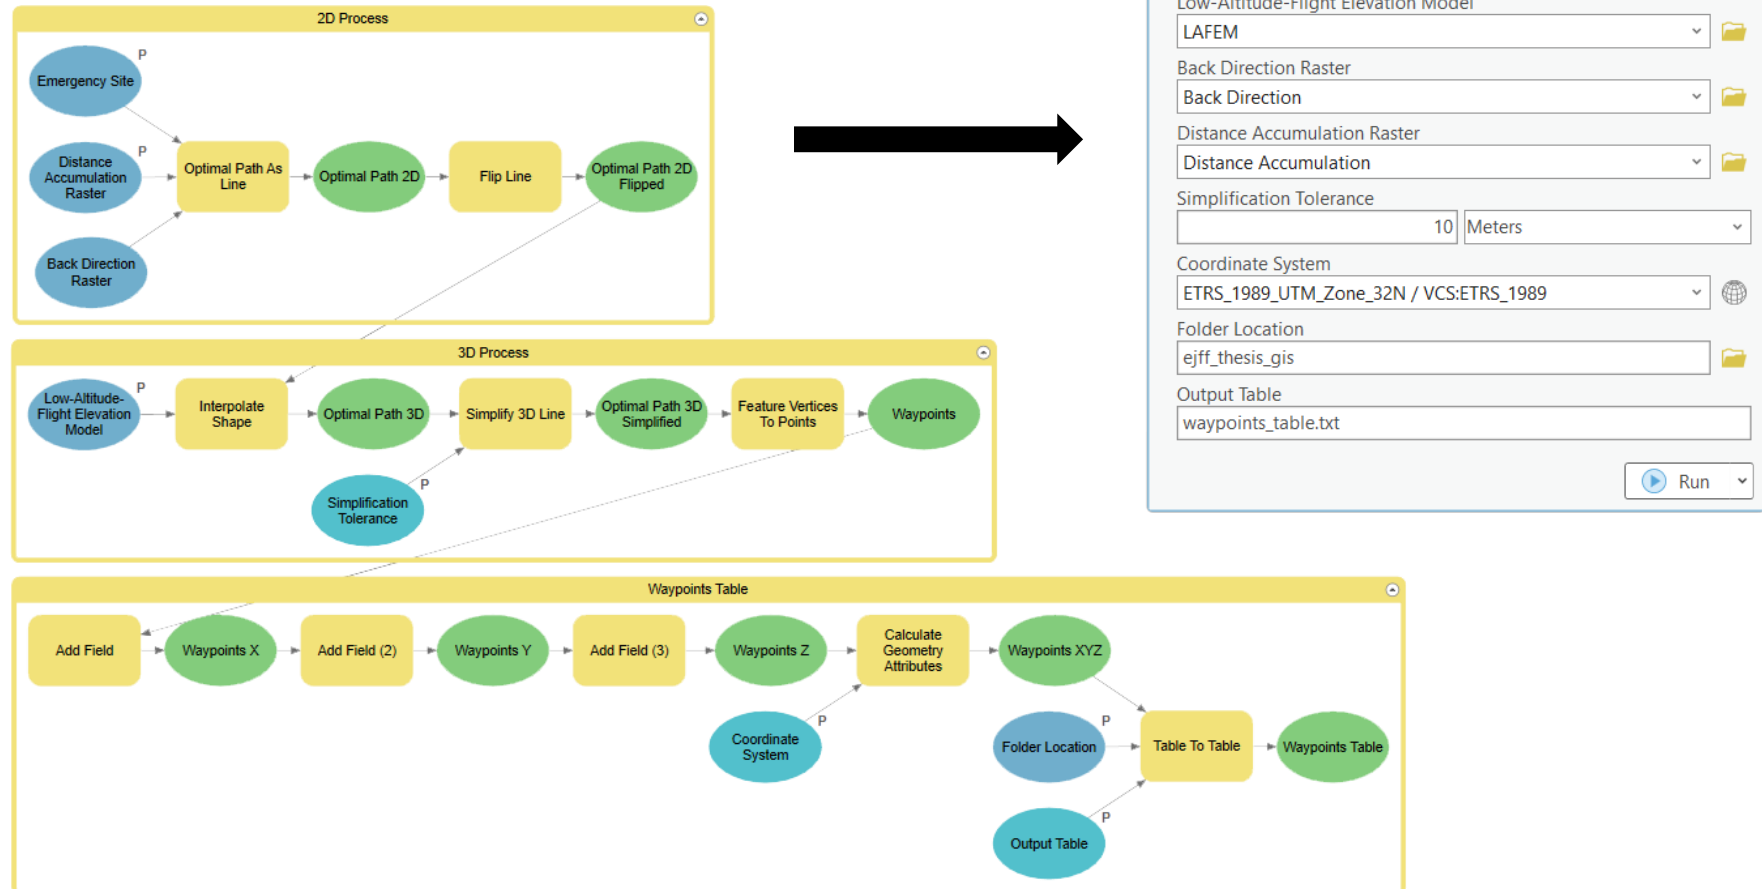 2D Process
Emergency Site
P
Distance
Accumulation
Raster
P
Back Direction
Raster
Optimal Path As
Line
Optimal Path 2D
Flip Line
Optimal Path 2D
Flipped
3D Process
Low-Altitude-
Flight Elevation
Model
P
Interpolate
Shape
Optimal Path 3D
Simplify 3D Line
Optimal Path 3D
Simplified
Feature Vertices
To Points
Waypoints
Simplification
Tolerance
P
Waypoints Table
Add Field
Waypoints X
Add Field (2)
Waypoints Y
Add Field (3)
Waypoints Z
Calculate
Geometry
Attributes
Waypoints XYZ
Coordinate
System
P
Folder Location
P
Table To Table
Waypoints Table
Output Table
P
Low-Altitude-Flight Elevation Model
LAFEM
Back Direction Raster
Back Direction
Distance Accumulation Raster
Distance Accumulation
Simplification Tolerance
10 Meters
Coordinate System
ETRS_1989_UTM_Zone_32N / VCS:ETRS_1989
Folder Location
ejff_thesis_gis
Output Table
waypoints_table.txt
Run